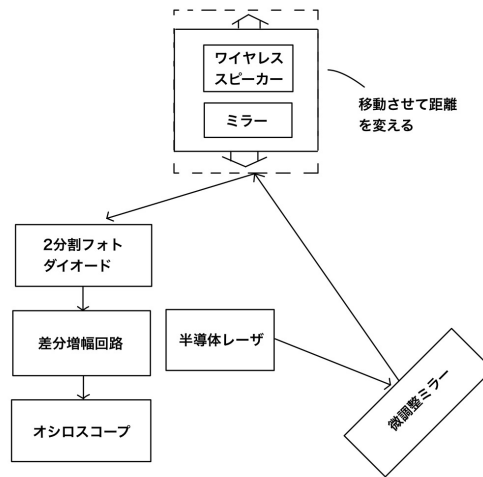 ワイヤレス
スピーカー
ミラー
移動させて距離
を変える
2分割フォト
ダイオード
差分増幅回路
オシロスコープ
半導体レーザ
微調整ミラー